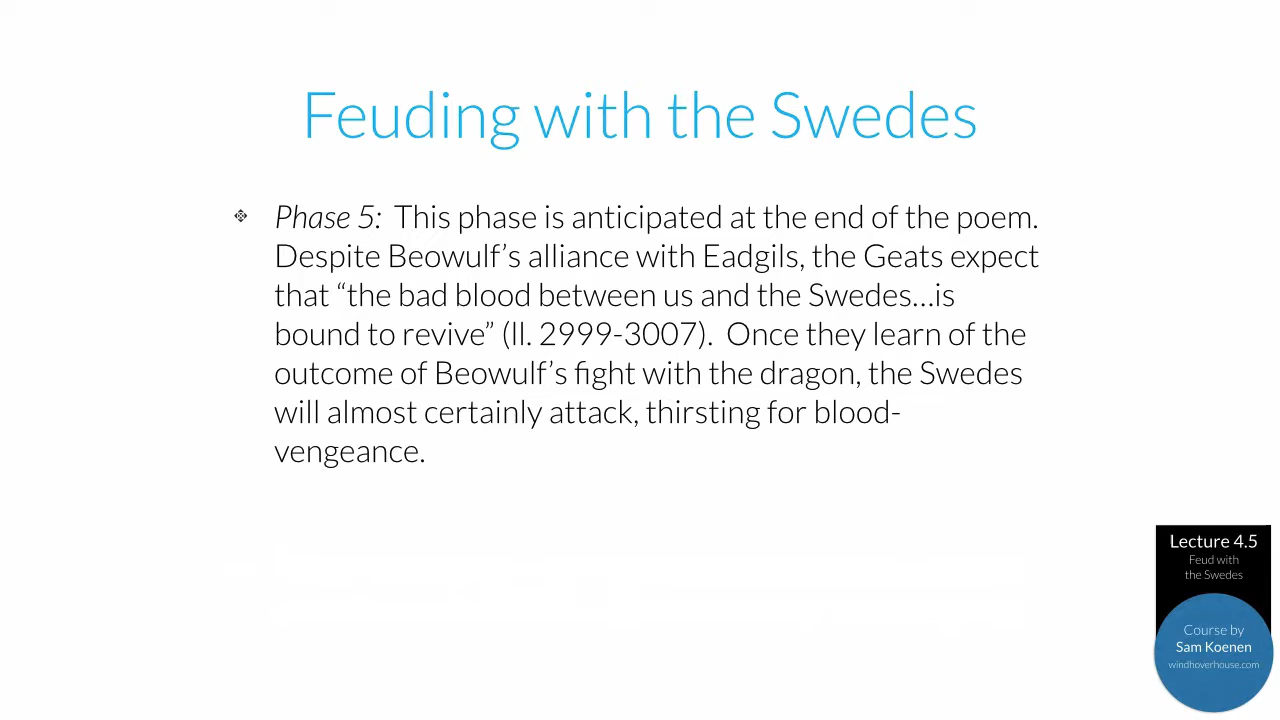 Feuding with the Swedes
Phase 5:  This phase is anticipated at the end of the poem.
Despite Beowulf’s alliance with Eadgils, the Geats expect
that “the bad blood between us and the Swedes…is
bound to revive” (ll. 2999-3007).  Once they learn of the
outcome of Beowulf’s fight with the dragon, the Swedes
will almost certainly attack, thirsting for blood-
vengeance.
Lecture 4.5
Feud with
the Swedes
Course by
Sam Koenen
windhoverhouse.com